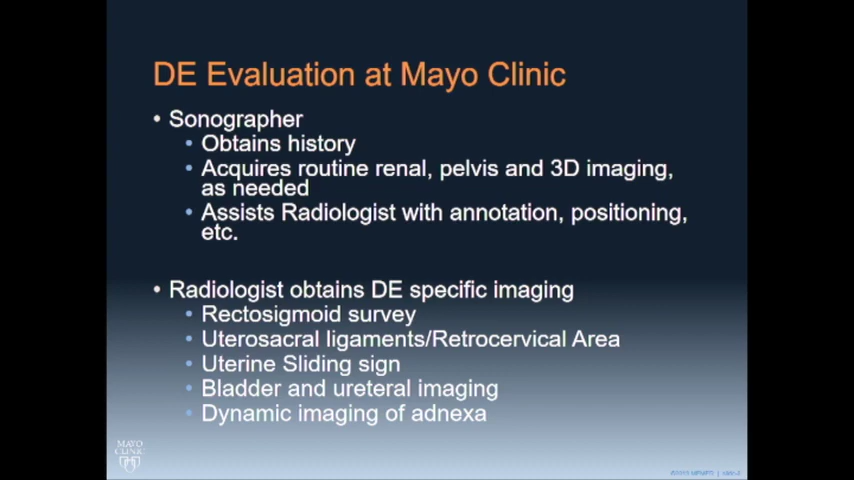 DE Evaluation at Mayo Clinic
• Sonographer
• Obtains history
• Acquires routine renal, pelvis and 3D imaging,
as needed
• Assists Radiologist with annotation, positioning,
etc.
• Radiologist obtains DE specific imaging
• Rectosigmoid survey
• Uterosacral ligaments/Retrocervical Area
• Uterine Sliding sign
• Bladder and ureteral imaging
• Dynamic imaging of adnexa
MAYO
CLINIC